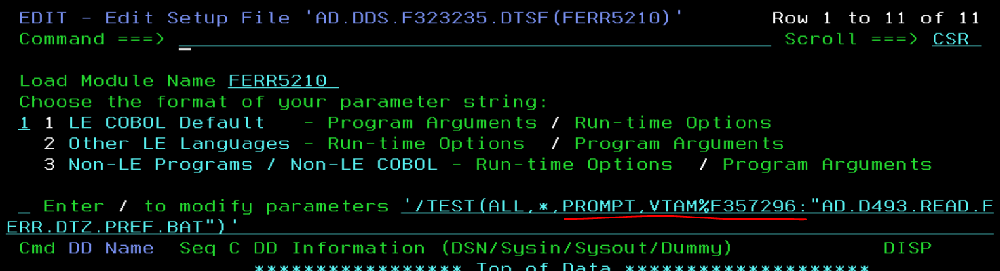 EDIT - Edit Setup File 'AD.DDS.F323235.DTSF(FERR5210)' Row 1 to 11 of 11
Command ===> Scroll ===> CSR
Load Module Name FERR5210
Choose the format of your parameter string:
1 1 LE COBOL Default - Program Arguments / Run-time Options
2 Other LE Languages - Run-time Options / Program Arguments
3 Non-LE Programs / Non-LE COBOL - Run-time Options / Program Arguments
_ Enter / to modify parameters '/TEST(ALL,*,PROMPT,VTAM%F357296:"AD.D493.READ.F
ERR.DTZ.PREF.BAT")'
Cmd DD Name Seq C DD Information (DSN/Sysin/Sysout/Dummy) DISP
***************** Top of Data ********************